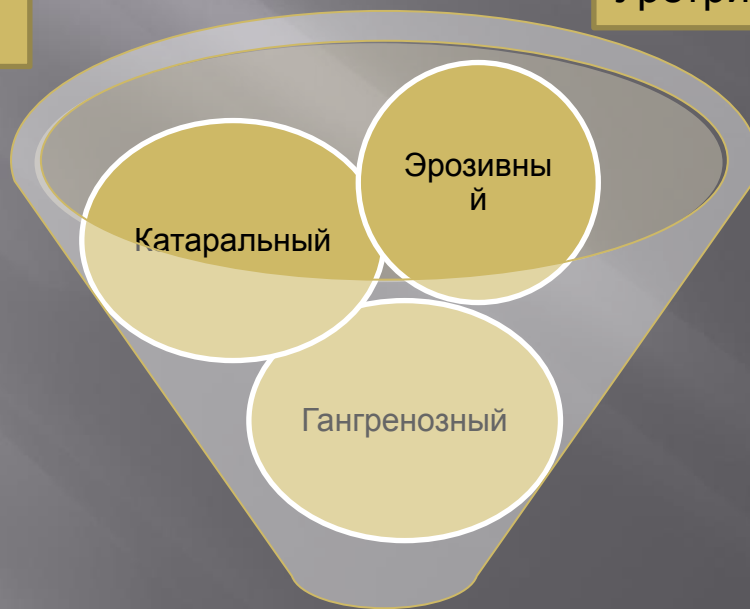 Эрозивны
й
Катаральный
Гангренозный